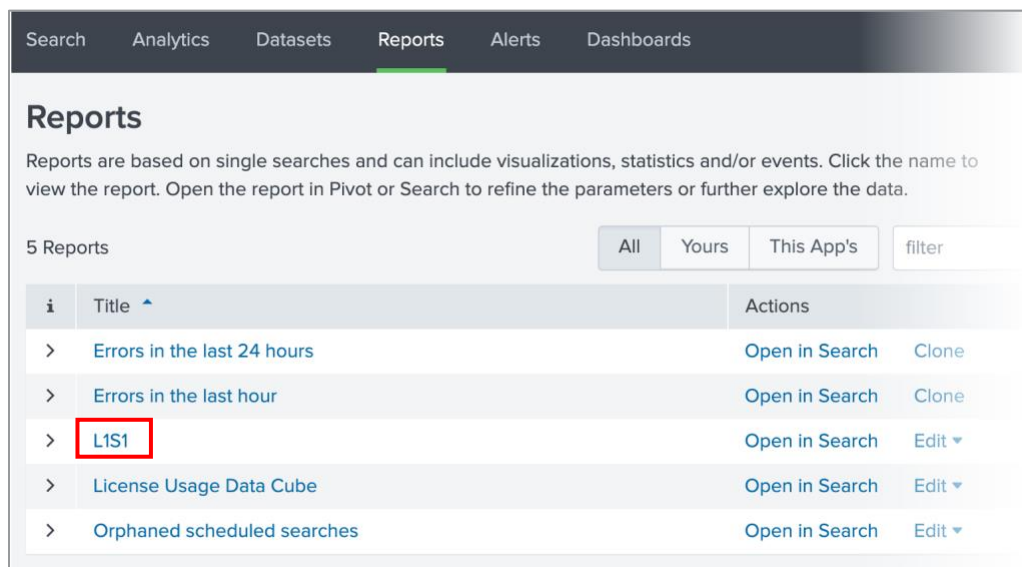 Search Analytics Datasets Reports Alerts Dashboards
Reports
Reports are based on single searches and can include visualizations, statistics and/or events. Click the name to
view the report. Open the report in Pivot or Search to refine the parameters or further explore the data.
5 Reports All Yours This App's filter
i Title Actions
Errors in the last 24 hours Open in Search Clone
Errors in the last hour Open in Search Clone
L1S1 Open in Search Edit
License Usage Data Cube Open in Search Edit
Orphaned scheduled searches Open in Search Edit